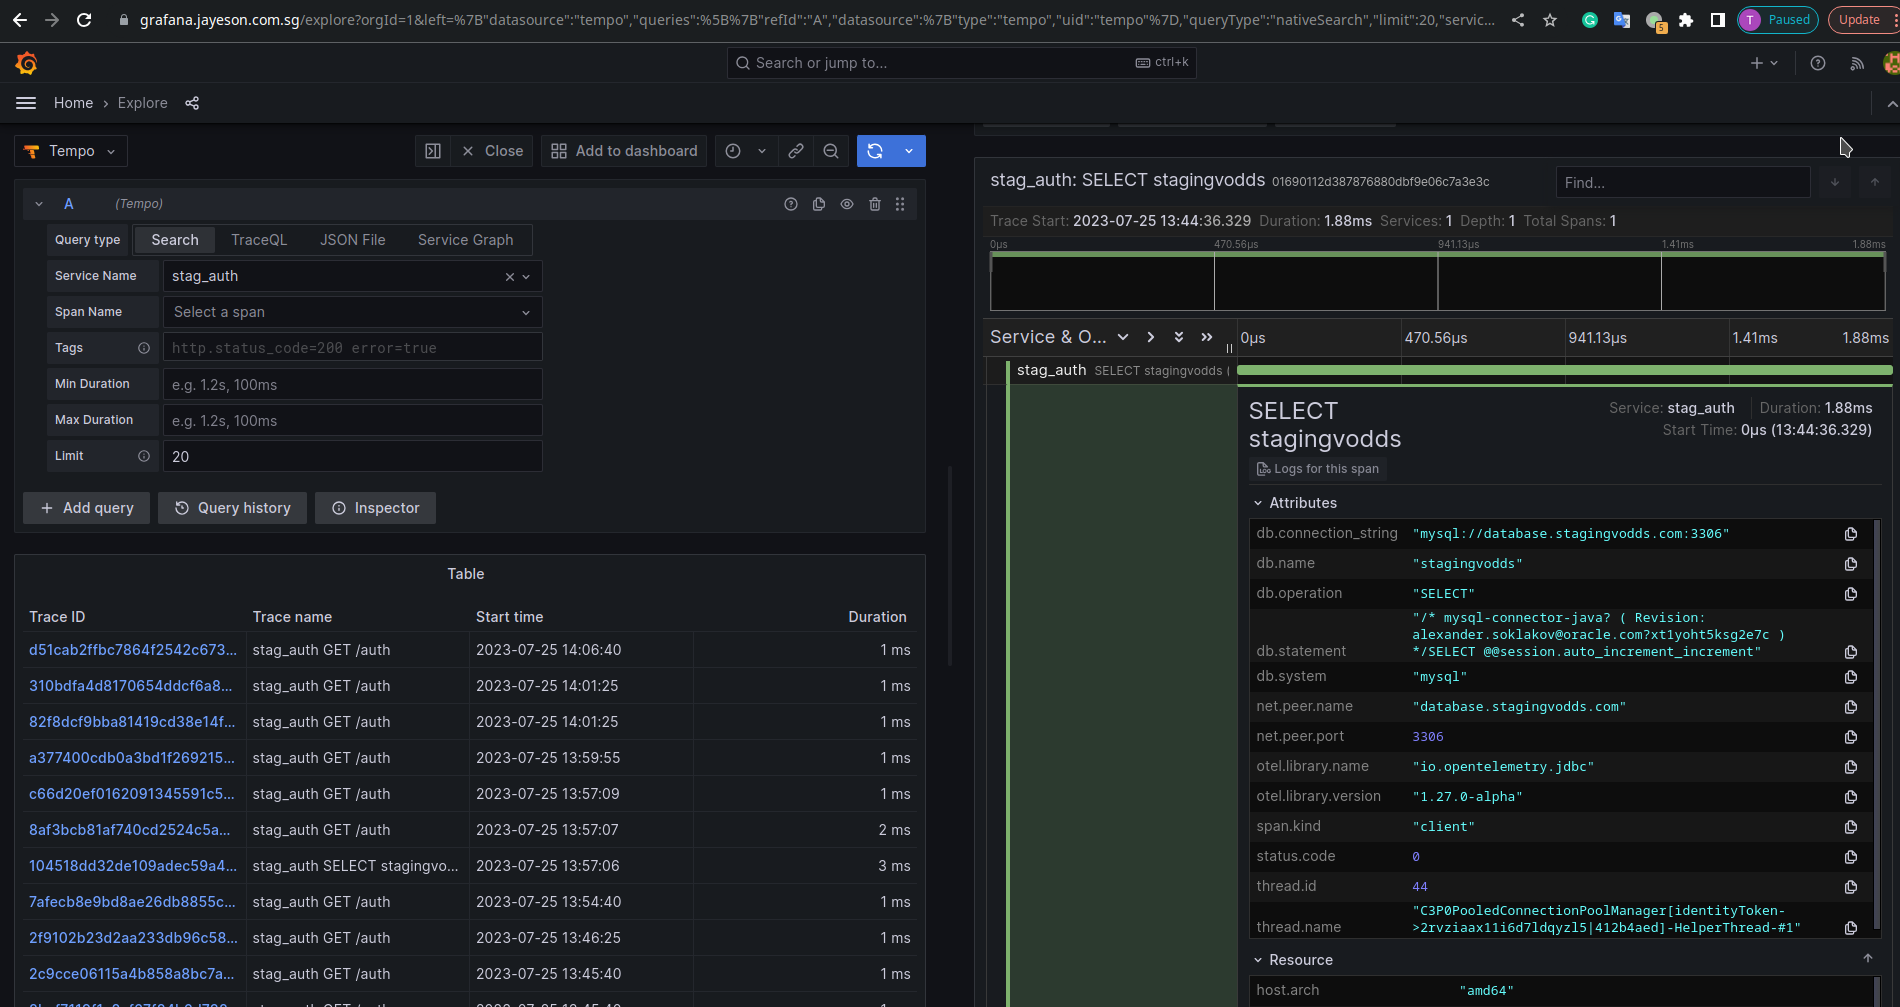 grafana.jayeson.com.sg/explore?orgId=1&left=%7B"datasource":"tempo","queries":%5B%7B"refId":"A","datasource":%7B"type":"tempo","uid":"tempo"%7D,"queryType":"nativeSearch","limit":20,"servic...
5
T Paused
Update
Search or jump to...
ctrl+k
Home › Explore
Tempo
Close
Add to dashboard
A (Tempo)
Query type Search TraceQL JSON File Service Graph
Service Name stag_auth
Span Name Select a span
Tags http.status_code=200 error=true
Min Duration e.g. 1.2s, 100ms
Max Duration e.g. 1.2s, 100ms
Limit 20
+ Add query Query history Inspector
Table
Trace ID Trace name Start time Duration
d51cab2ffbc7864f2542c673... stag_auth GET /auth 2023-07-25 14:06:40 1 ms
310bdfa4d8170654ddcf6a8... stag_auth GET /auth 2023-07-25 14:01:25 1 ms
82f8dcf9bba81419cd38e14f... stag_auth GET /auth 2023-07-25 14:01:25 1 ms
a377400cdb0a3bd1f269215... stag_auth GET /auth 2023-07-25 13:59:55 1 ms
c66d20ef0162091345591c5... stag_auth GET /auth 2023-07-25 13:57:09 1 ms
8af3bcb81af740cd2524c5a... stag_auth GET /auth 2023-07-25 13:57:07 2 ms
104518dd32de109adec59a4... stag_auth SELECT stagingvo... 2023-07-25 13:57:06 3 ms
7afecb8e9bd8ae26db8855c... stag_auth GET /auth 2023-07-25 13:54:40 1 ms
2f9102b23d2aa233db96c58... stag_auth GET /auth 2023-07-25 13:46:25 1 ms
2c9cce06115a4b858a8bc7a... stag_auth GET /auth 2023-07-25 13:45:40 1 ms
stag_auth: SELECT stagingvodds 01690112d387876880dbf9e06c7a3e3c
Find...
Trace Start: 2023-07-25 13:44:36.329 Duration: 1.88ms Services: 1 Depth: 1 Total Spans: 1
0μs 470.56μs 941.13μs 1.41ms 1.88ms
Service & O... 0μs 470.56μs 941.13μs 1.41ms 1.88ms
stag_auth SELECT stagingvodds (
SELECT
stagingvodds
Service: stag_auth Duration: 1.88ms
Start Time: 0μs (13:44:36.329)
Logs for this span
Attributes
db.connection_string "mysql://database.stagingvodds.com:3306"
db.name "stagingvodds"
db.operation "SELECT"
"/* mysql-connector-java? ( Revision:
alexander.soklakov@oracle.com?xt1yoht5ksg2e7c )
db.statement */SELECT @@session.auto_increment_increment"
db.system "mysql"
net.peer.name "database.stagingvodds.com"
net.peer.port 3306
otel.library.name "io.opentelemetry.jdbc"
otel.library.version "1.27.0-alpha"
span.kind "client"
status.code 0
thread.id 44
"C3P0PooledConnectionPoolManager[identityToken-
thread.name >2rvziaax11i6d7ldqyzl5|412b4aed]-HelperThread-#1"
Resource
host.arch "amd64"